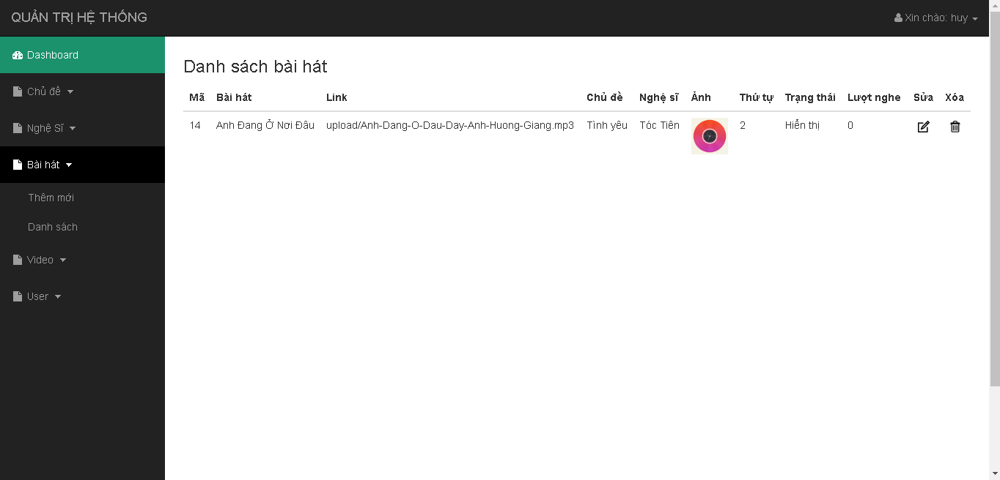 QUẢN TRỊ HỆ THỐNG
Xin chào: huy
Dashboard
Chủ đề
Nghệ Sĩ
Bài hát
Thêm mới
Danh sách
Video
User
Danh sách bài hát
Mã Bài hát Link Chủ đề Nghệ sĩ Ảnh Thứ tự Trạng thái Lượt nghe Sửa Xóa
14 Anh Đang Ở Nơi Đâu upload/Anh-Dang-O-Dau-Day-Anh-Huong-Giang.mp3 Tình yêu Tóc Tiên 2 Hiển thị 0